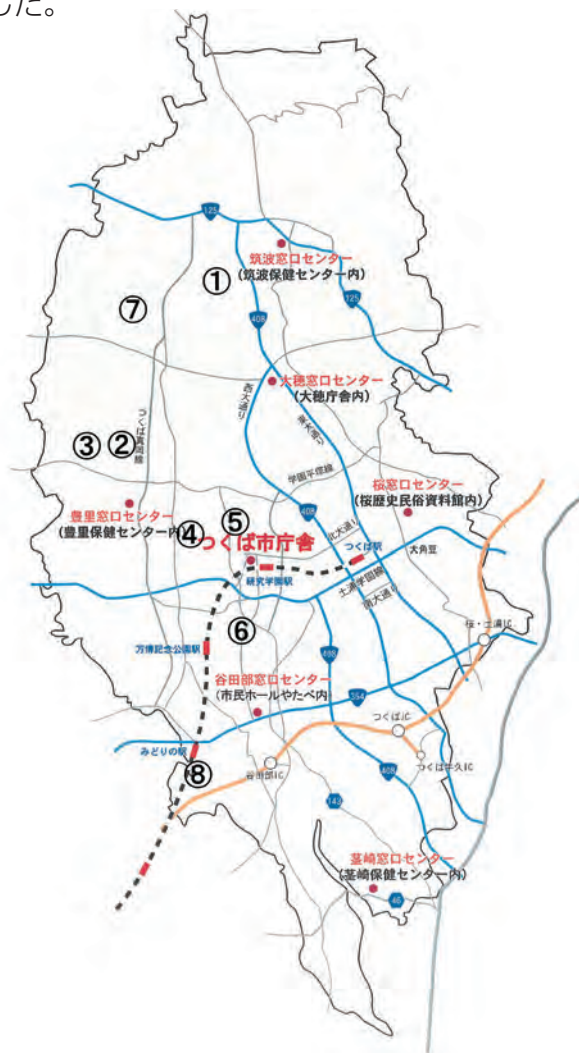 した。
125
筑波窓口センター
(筑波保健センター内)
①
125
⑦
408
大穂窓口センター
(大穂庁舎内)
西大通り
東大通り
つくば真岡線
③
②
学園平塚線
桜窓口センター
(桜歴史民俗資料館内)
豊里窓口センター
(豊里保健センター内)
408
④
⑤
北大通り
つくば市庁舎
つくば駅
大角豆
研究学園駅
土浦学園線
南大通り
⑥
桜・土浦IC
万博記念公園駅
408
谷田部窓口センター
(市民ホールやたべ内)
354
つくばJC
みどりの駅
谷田部IC
つくば牛久IC
⑧
408
143
茎崎窓口センター
(茎崎保健センター内)
46